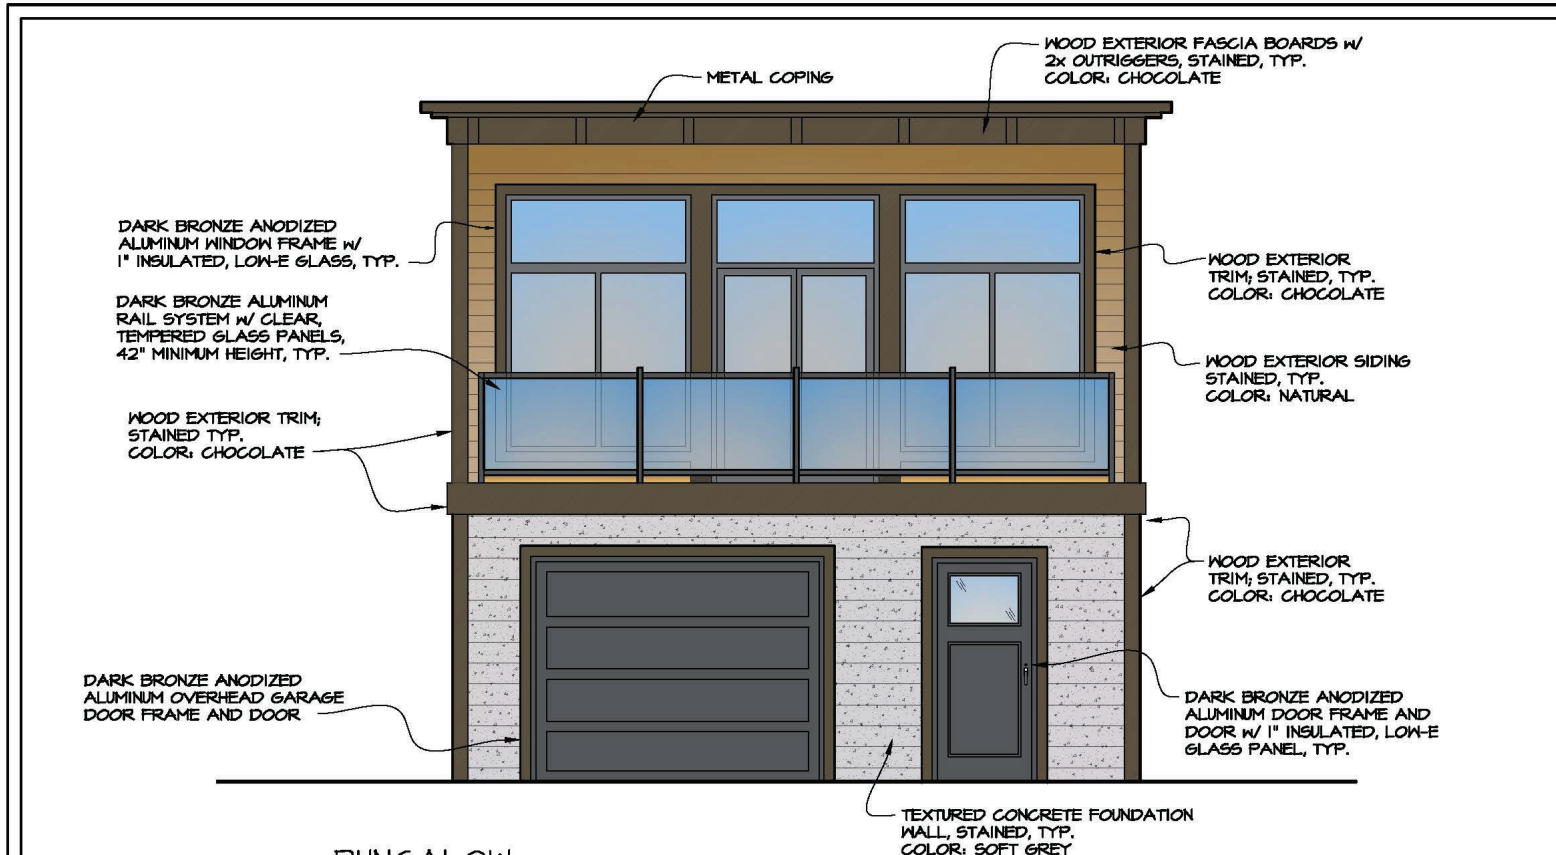 WOOD EXTERIOR FASCIA BOARDS w/
2x OUTRIGGERS, STAINED, TYP.
COLOR: CHOCOLATE
METAL COPING
DARK BRONZE ANODIZED
ALUMINUM WINDOW FRAME w/
1" INSULATED, LOW-E GLASS, TYP.
WOOD EXTERIOR
TRIM; STAINED, TYP.
COLOR: CHOCOLATE
DARK BRONZE ALUMINUM
RAIL SYSTEM w/ CLEAR,
TEMPERED GLASS PANELS,
42" MINIMUM HEIGHT, TYP.
WOOD EXTERIOR SIDING
STAINED, TYP.
COLOR: NATURAL
WOOD EXTERIOR TRIM;
STAINED TYP.
COLOR: CHOCOLATE
WOOD EXTERIOR
TRIM; STAINED, TYP.
COLOR: CHOCOLATE
DARK BRONZE ANODIZED
ALUMINUM OVERHEAD GARAGE
DOOR FRAME AND DOOR
DARK BRONZE ANODIZED
ALUMINUM DOOR FRAME AND
DOOR w/ 1" INSULATED, LOW-E
GLASS PANEL, TYP.
TEXTURED CONCRETE FOUNDATION
WALL, STAINED, TYP.
COLOR: SOFT GREY
BUNGALOW